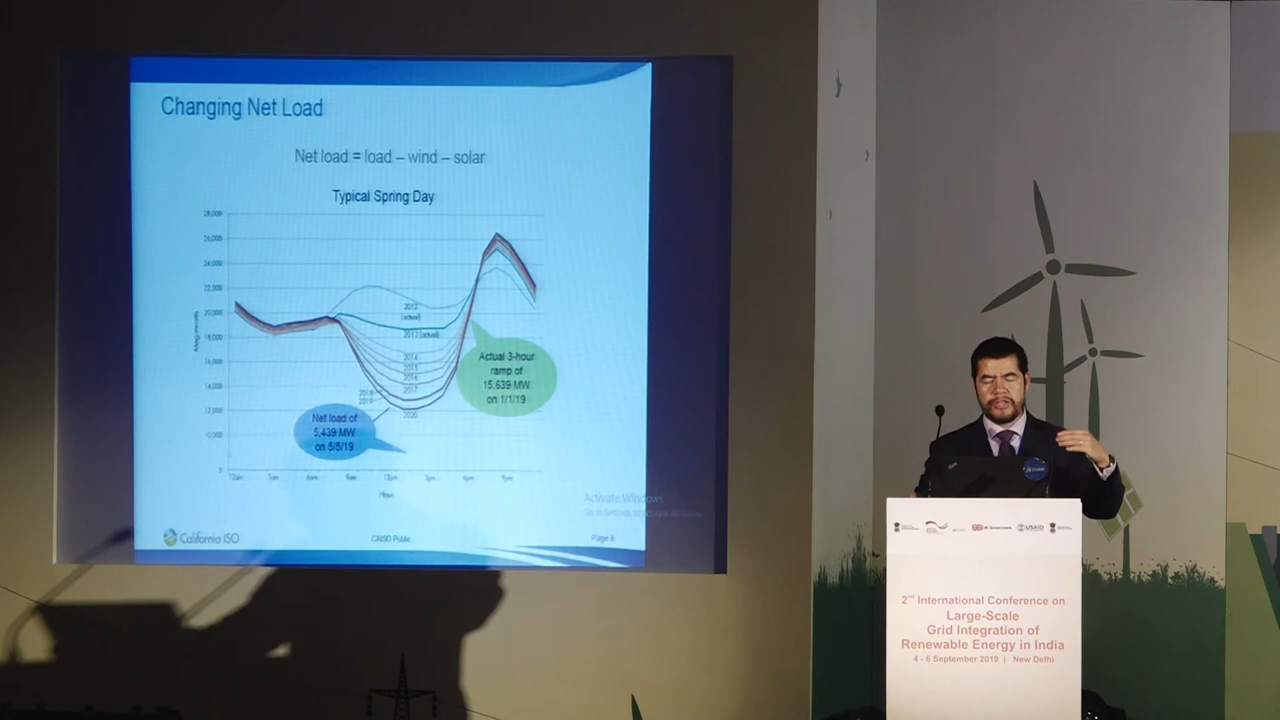 Changing Net Load
Net load = load – wind – solar
Typical Spring Day
28,000
26,000
24,000
22,000
20,000
18,000
16,000
14,000
12,000
10,000
0
Megawatts
2012
(actual)
2013 (actual)
2014
2015
2016
2017
2018
2019
2020
Actual 3-hour
ramp of
15,639 MW
on 1/1/19
Net load of
5,439 MW
on 5/5/19
12am
3am
6am
9am
12pm
3pm
6pm
9pm
Hour
Activate Windows
California ISO
CAISO Public
Page 6
UK Government
USAID
2nd International Conference on
Large-Scale
Grid Integration of
Renewable Energy in India
4 - 6 September 2019 | New Delhi